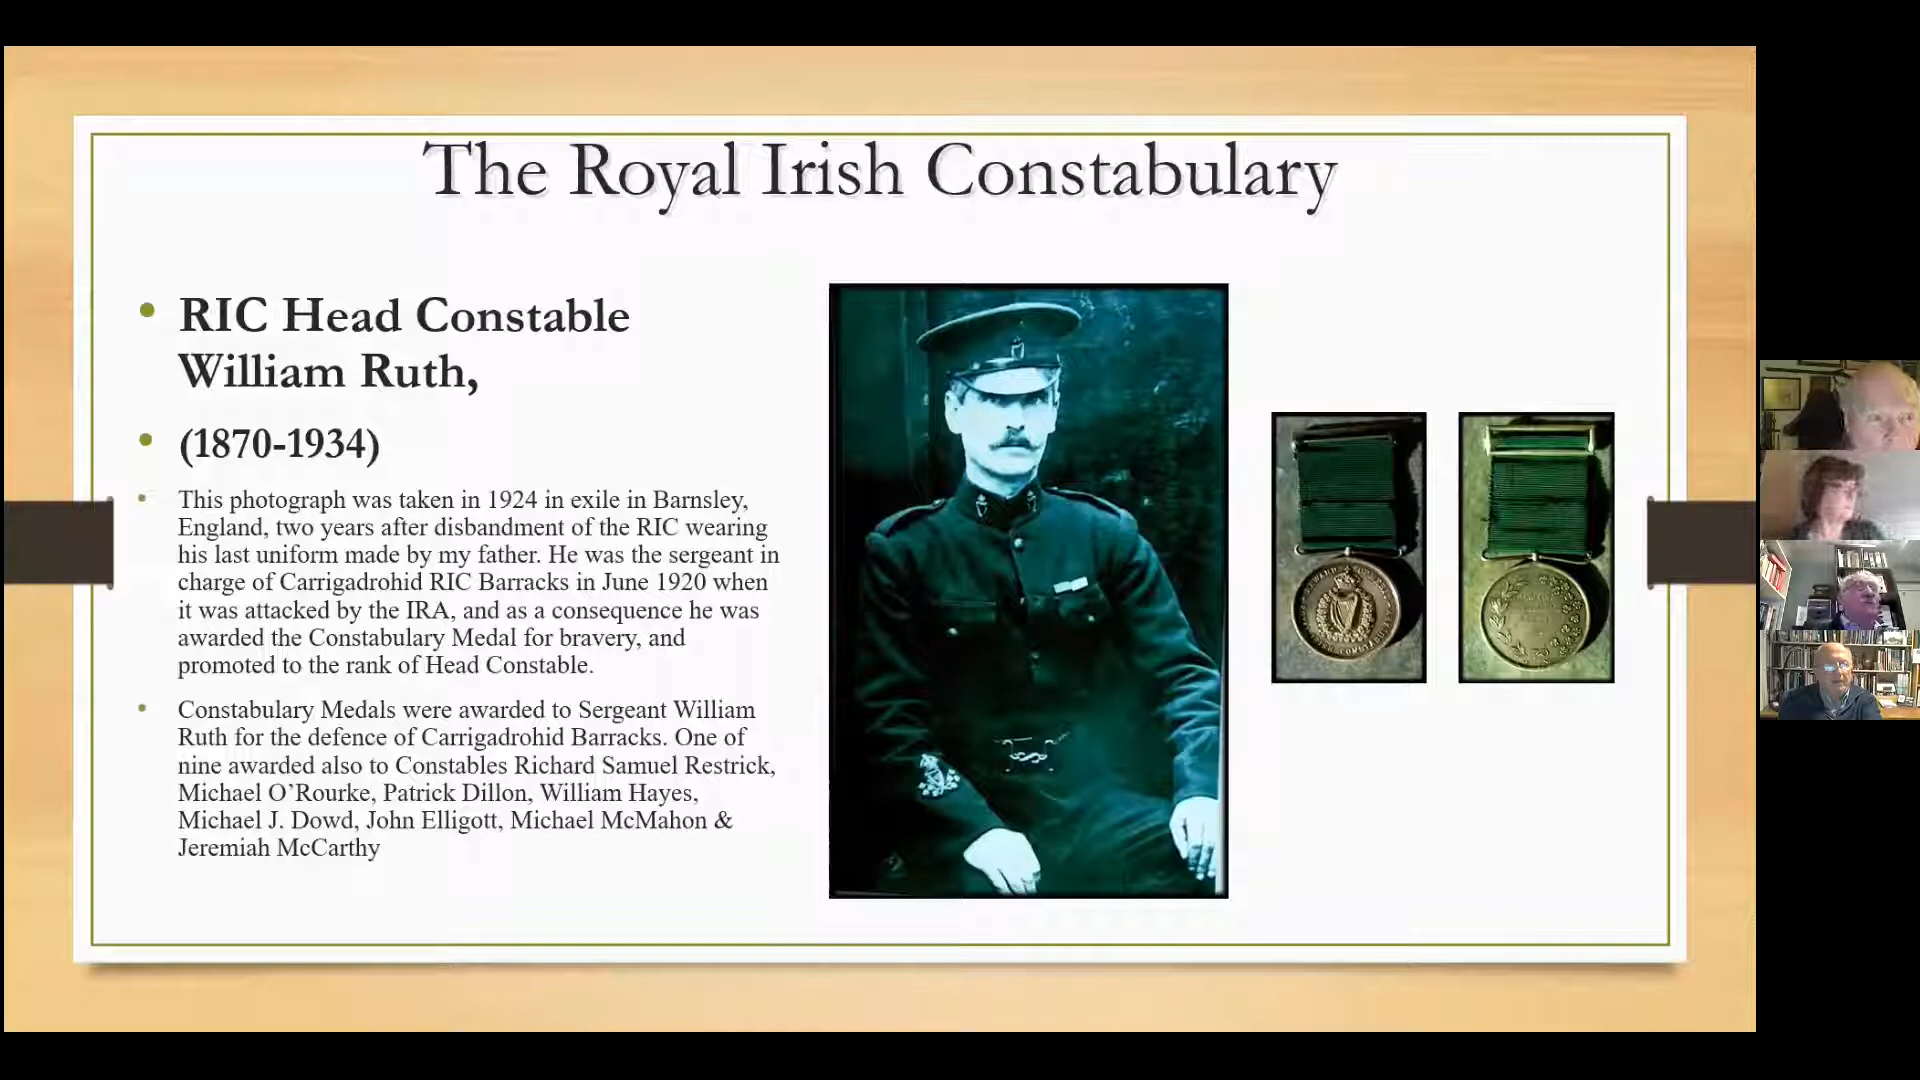 The Royal Irish Constabulary
RIC Head Constable
William Ruth,
(1870-1934)
This photograph was taken in 1924 in exile in Barnsley,
England, two years after disbandment of the RIC wearing
his last uniform made by my father. He was the sergeant in
charge of Carrigadrohid RIC Barracks in June 1920 when
it was attacked by the IRA, and as a consequence he was
awarded the Constabulary Medal for bravery, and
promoted to the rank of Head Constable.
Constabulary Medals were awarded to Sergeant William
Ruth for the defence of Carrigadrohid Barracks. One of
nine awarded also to Constables Richard Samuel Restrick,
Michael O’Rourke, Patrick Dillon, William Hayes,
Michael J. Dowd, John Elligott, Michael McMahon &
Jeremiah McCarthy